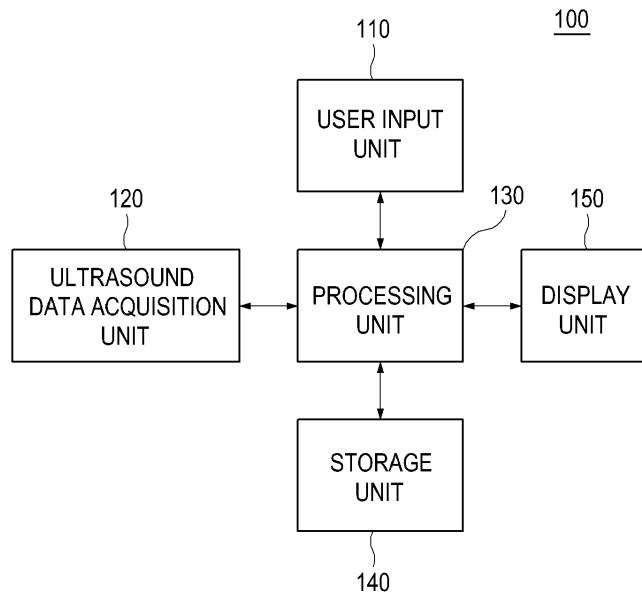 100
110
USER INPUT
UNIT
120
130
150
ULTRASOUND
DATA ACQUISITION
UNIT
PROCESSING
UNIT
DISPLAY
UNIT
STORAGE
UNIT
140